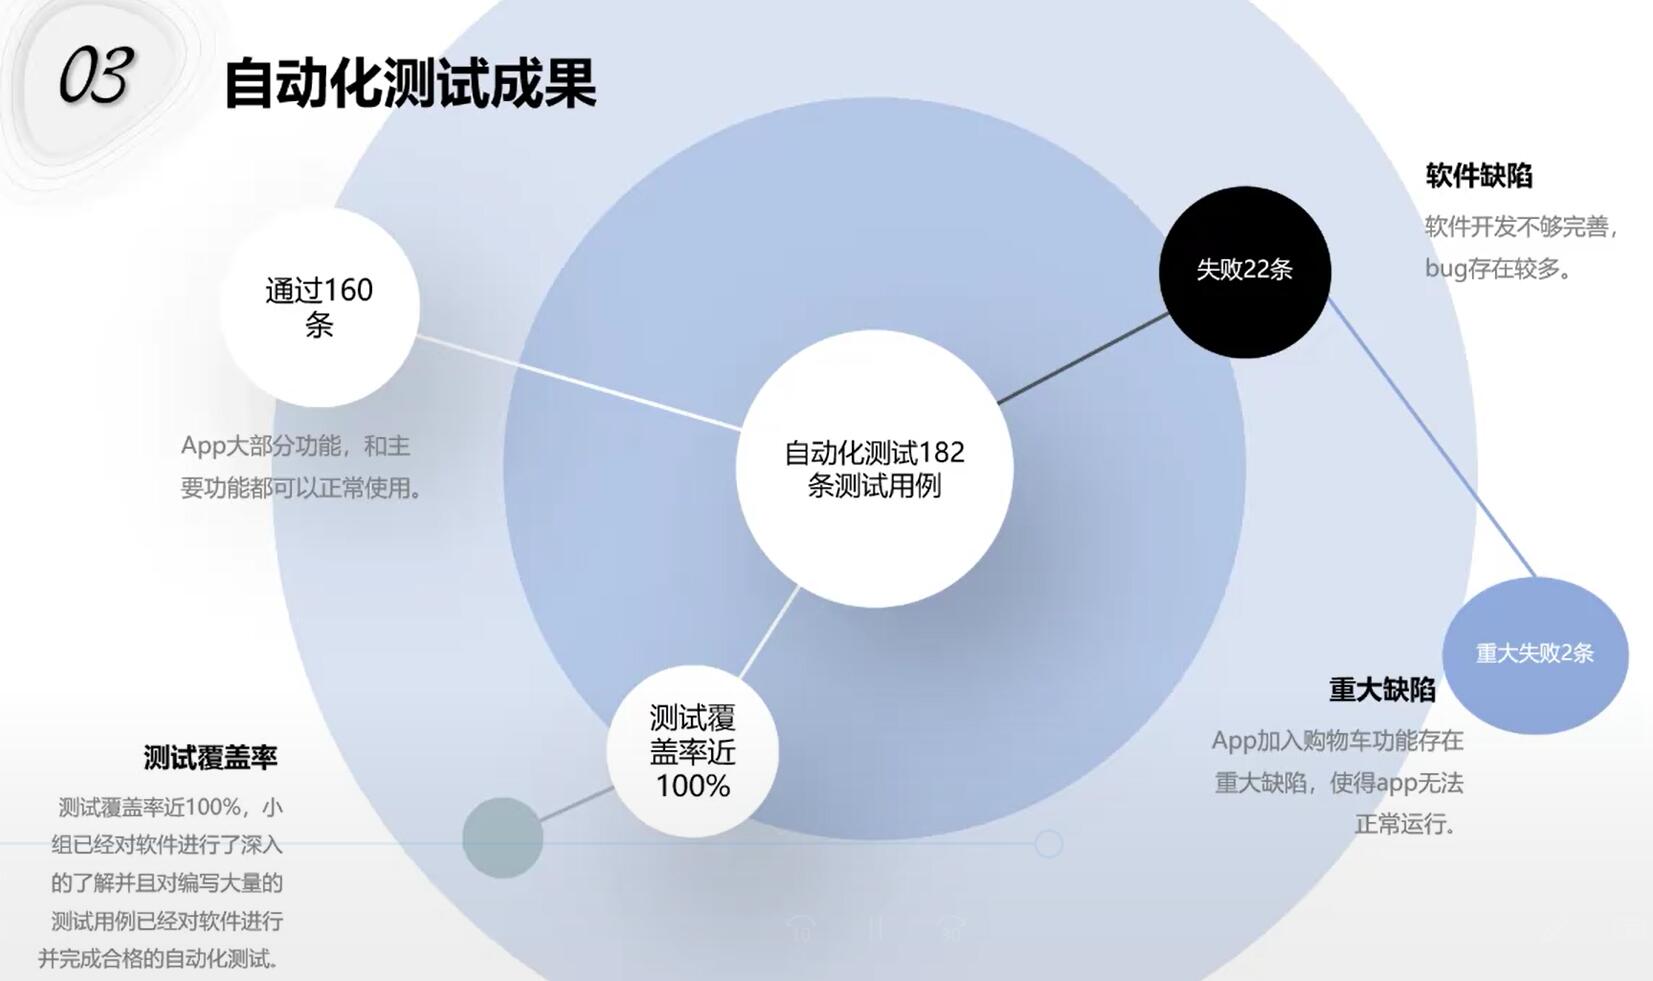 03
自动化测试成果
软件缺陷
软件开发不够完善，
bug存在较多。
失败22条
通过160
条
App大部分功能，和主
要功能都可以正常使用。
自动化测试182
条测试用例
重大失败2条
重大缺陷
App加入购物车功能存在
重大缺陷，使得app无法
正常运行。
测试覆
盖率近
100%
测试覆盖率
测试覆盖率近100%，小
组已经对软件进行了深入
的了解并且对编写大量的
测试用例已经对软件进行
并完成合格的自动化测试。
10
30